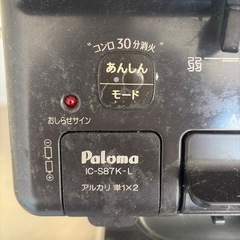 コンロ30分消火
あんしん
モード
弱
おしらせサイン
Paloma
IC-S87K-L
アルカリ 単1×2